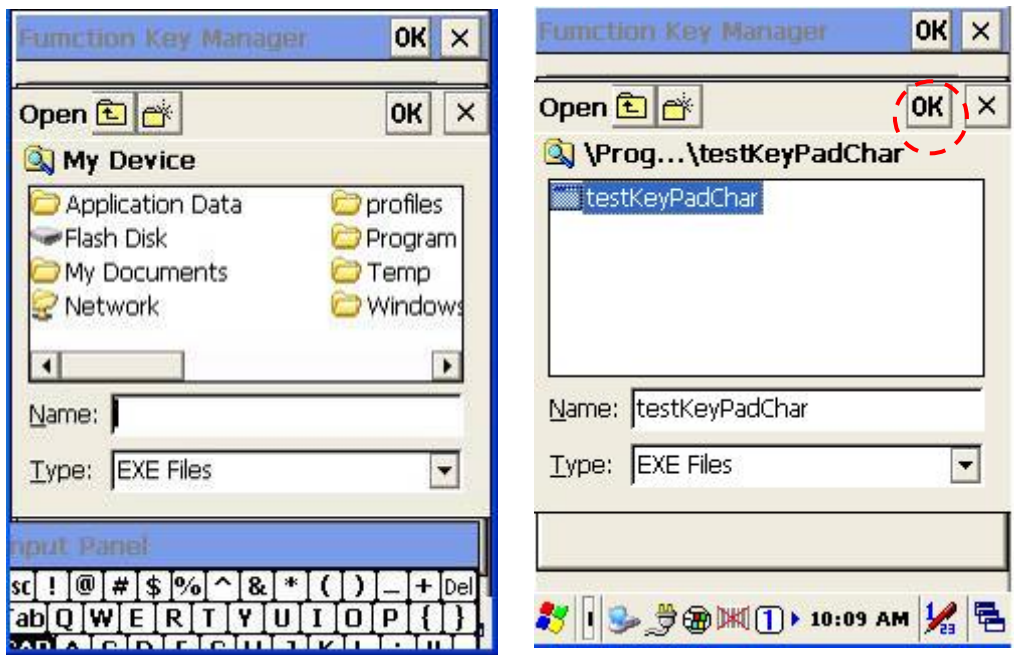 Fumction Key Manager OK ×
Open OK ×
My Device
Application Data profiles
Flash Disk Program
My Documents Temp
Network Windows
Name:
Type: EXE Files
nput Panel
sc ! @ # $ % ^ & * ( ) _ + Del
ab Q W E R T Y U I O P { }
Fumction Key Manager OK ×
Open OK ×
\Prog...\testKeyPadChar
testKeyPadChar
Name: testKeyPadChar
Type: EXE Files
1 10:09 AM 1/23